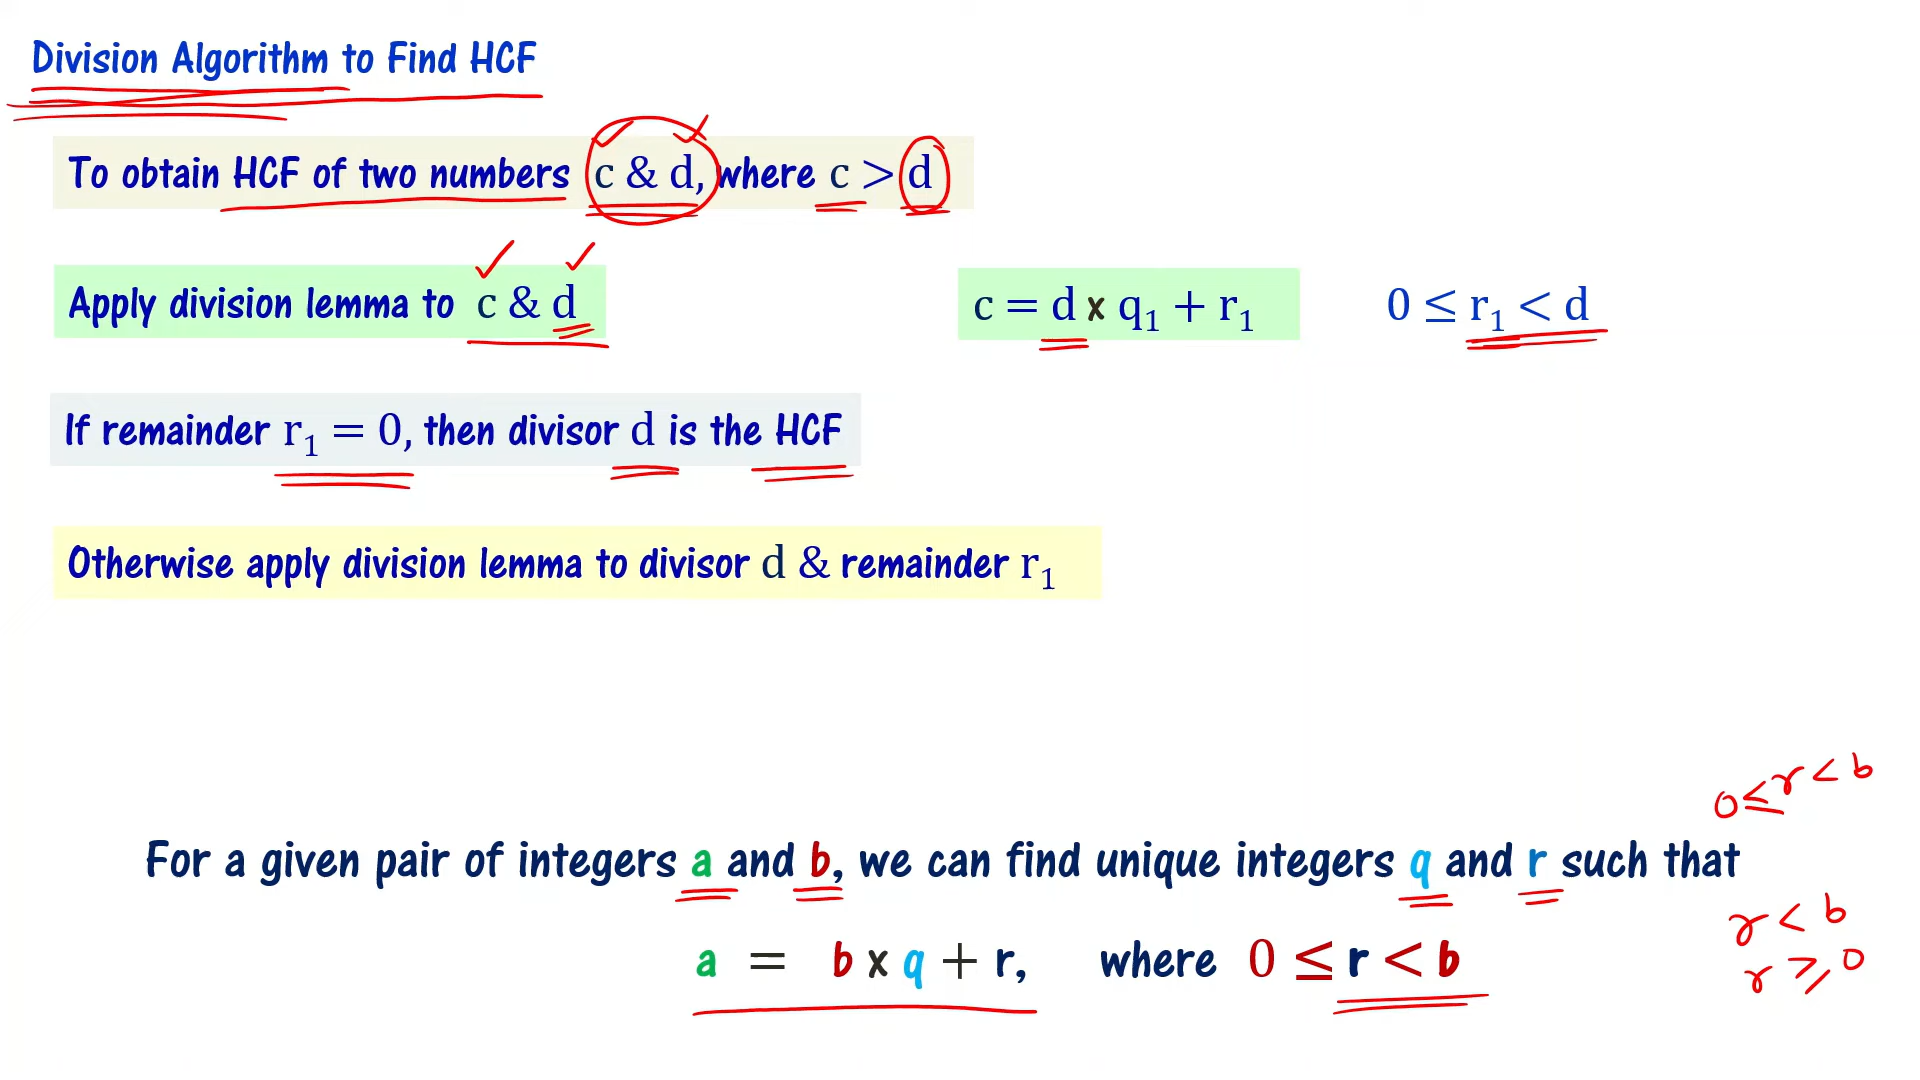 Division Algorithm to Find HCF
To obtain HCF of two numbers c & d, where c > d
Apply division lemma to c & d
c = d x q₁ + r₁
0 ≤ r₁ < d
If remainder r₁ = 0, then divisor d is the HCF
Otherwise apply division lemma to divisor d & remainder r₁
0 ≤ r < b
For a given pair of integers a and b, we can find unique integers q and r such that
r < b
a = b x q + r, where 0 ≤ r < b
r ⩾ 0